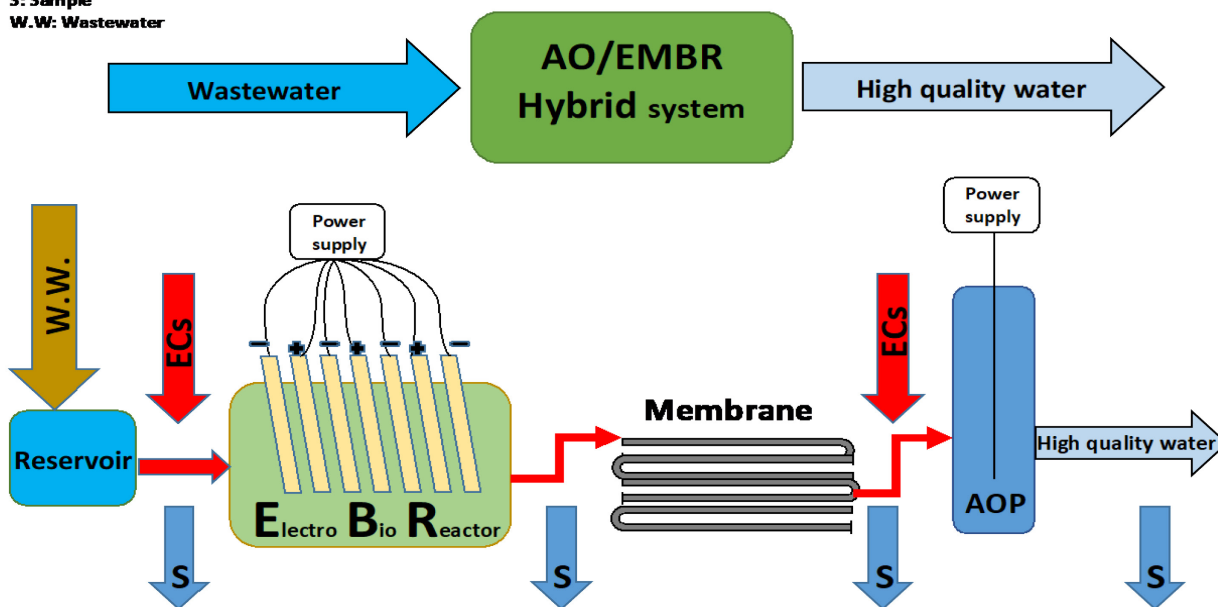 S: Sample
W.W: Wastewater
Wastewater
AO/EMBR
Hybrid system
High quality water
Power
supply
Power
supply
W.W.
ECs
ECs
− + − + − + −
Membrane
Reservoir
High quality water
Electro Bio Reactor
AOP
S
S
S
S